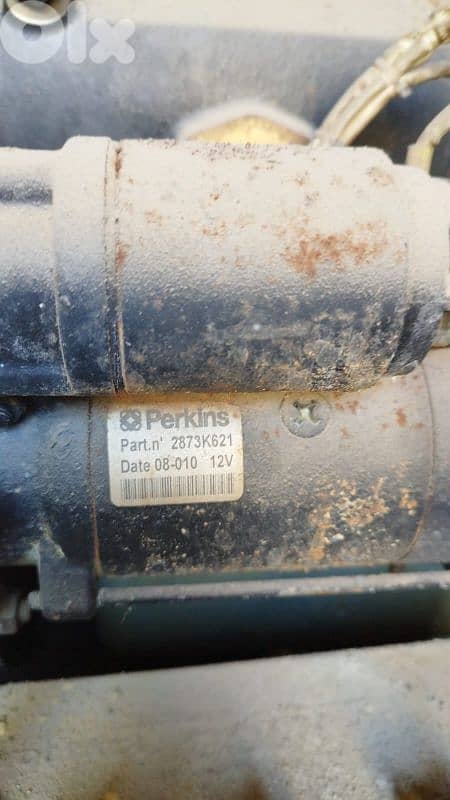 OLX
Perkins
Part.n' 2873K621
Date 08-010 12V